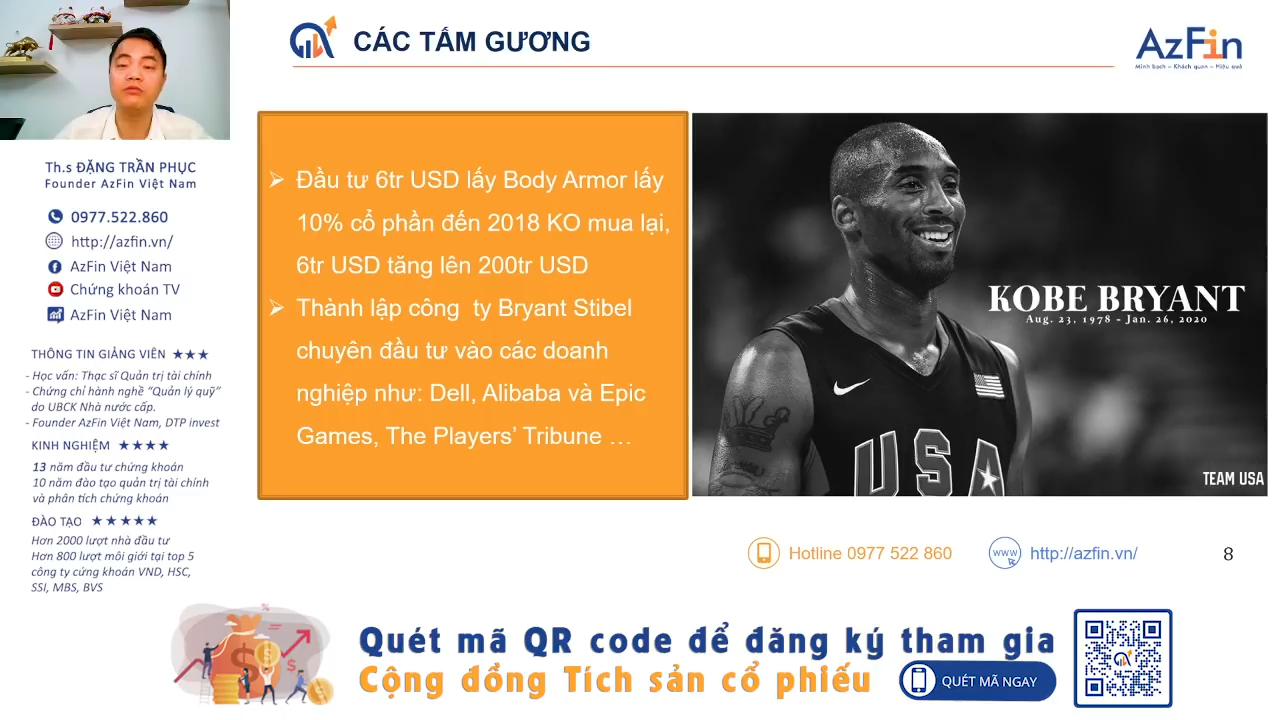 CÁC TẤM GƯƠNG
AzFin
Minh bạch – Khách quan – Hiệu quả
Th.s ĐẶNG TRẦN PHỤC
Founder AzFin Việt Nam
0977.522.860
http://azfin.vn/
AzFin Việt Nam
Chứng khoán TV
AzFin Việt Nam
THÔNG TIN GIẢNG VIÊN ★★★
- Học vấn: Thạc sĩ Quản trị tài chính
- Chứng chỉ hành nghề “Quản lý quỹ”
do UBCK Nhà nước cấp.
- Founder AzFin Việt Nam, DTP invest
KINH NGHIỆM ★★★★
13 năm đầu tư chứng khoán
10 năm đào tạo quản trị tài chính
và phân tích chứng khoán
ĐÀO TẠO ★★★★★
Hơn 2000 lượt nhà đầu tư
Hơn 800 lượt môi giới tại top 5
công ty cứng khoán VND, HSC,
SSI, MBS, BVS
➢ Đầu tư 6tr USD lấy Body Armor lấy
10% cổ phần đến 2018 KO mua lại,
6tr USD tăng lên 200tr USD
➢ Thành lập công  ty Bryant Stibel
chuyên đầu tư vào các doanh
nghiệp như: Dell, Alibaba và Epic
Games, The Players’ Tribune …
KOBE BRYANT
Aug. 23, 1978 - Jan. 26, 2020
USA
TEAM USA
Hotline 0977 522 860
www
http://azfin.vn/
8
Quét mã QR code để đăng ký tham gia
Cộng đồng Tích sản cổ phiếu
QUÉT MÃ NGAY